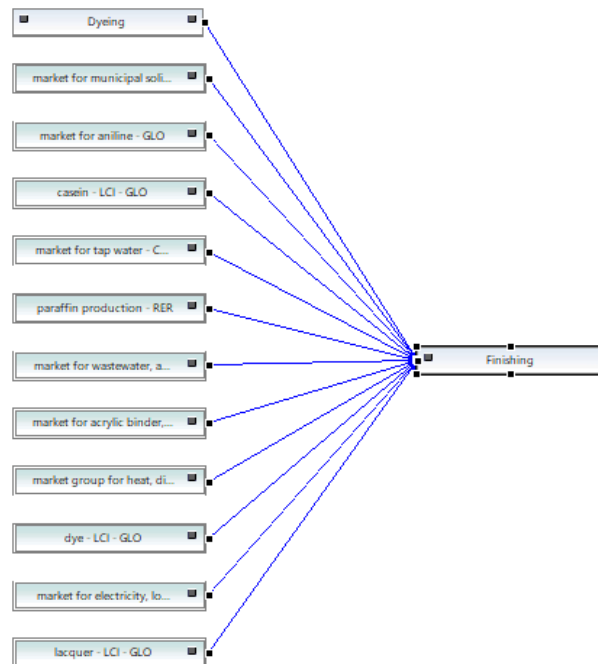 Dyeing
market for municipal soli...
market for aniline - GLO
casein - LCI - GLO
market for tap water - C...
paraffin production - RER
market for wastewater, a...
Finishing
market for acrylic binder,...
market group for heat, di...
dye - LCI - GLO
market for electricity, lo...
lacquer - LCI - GLO